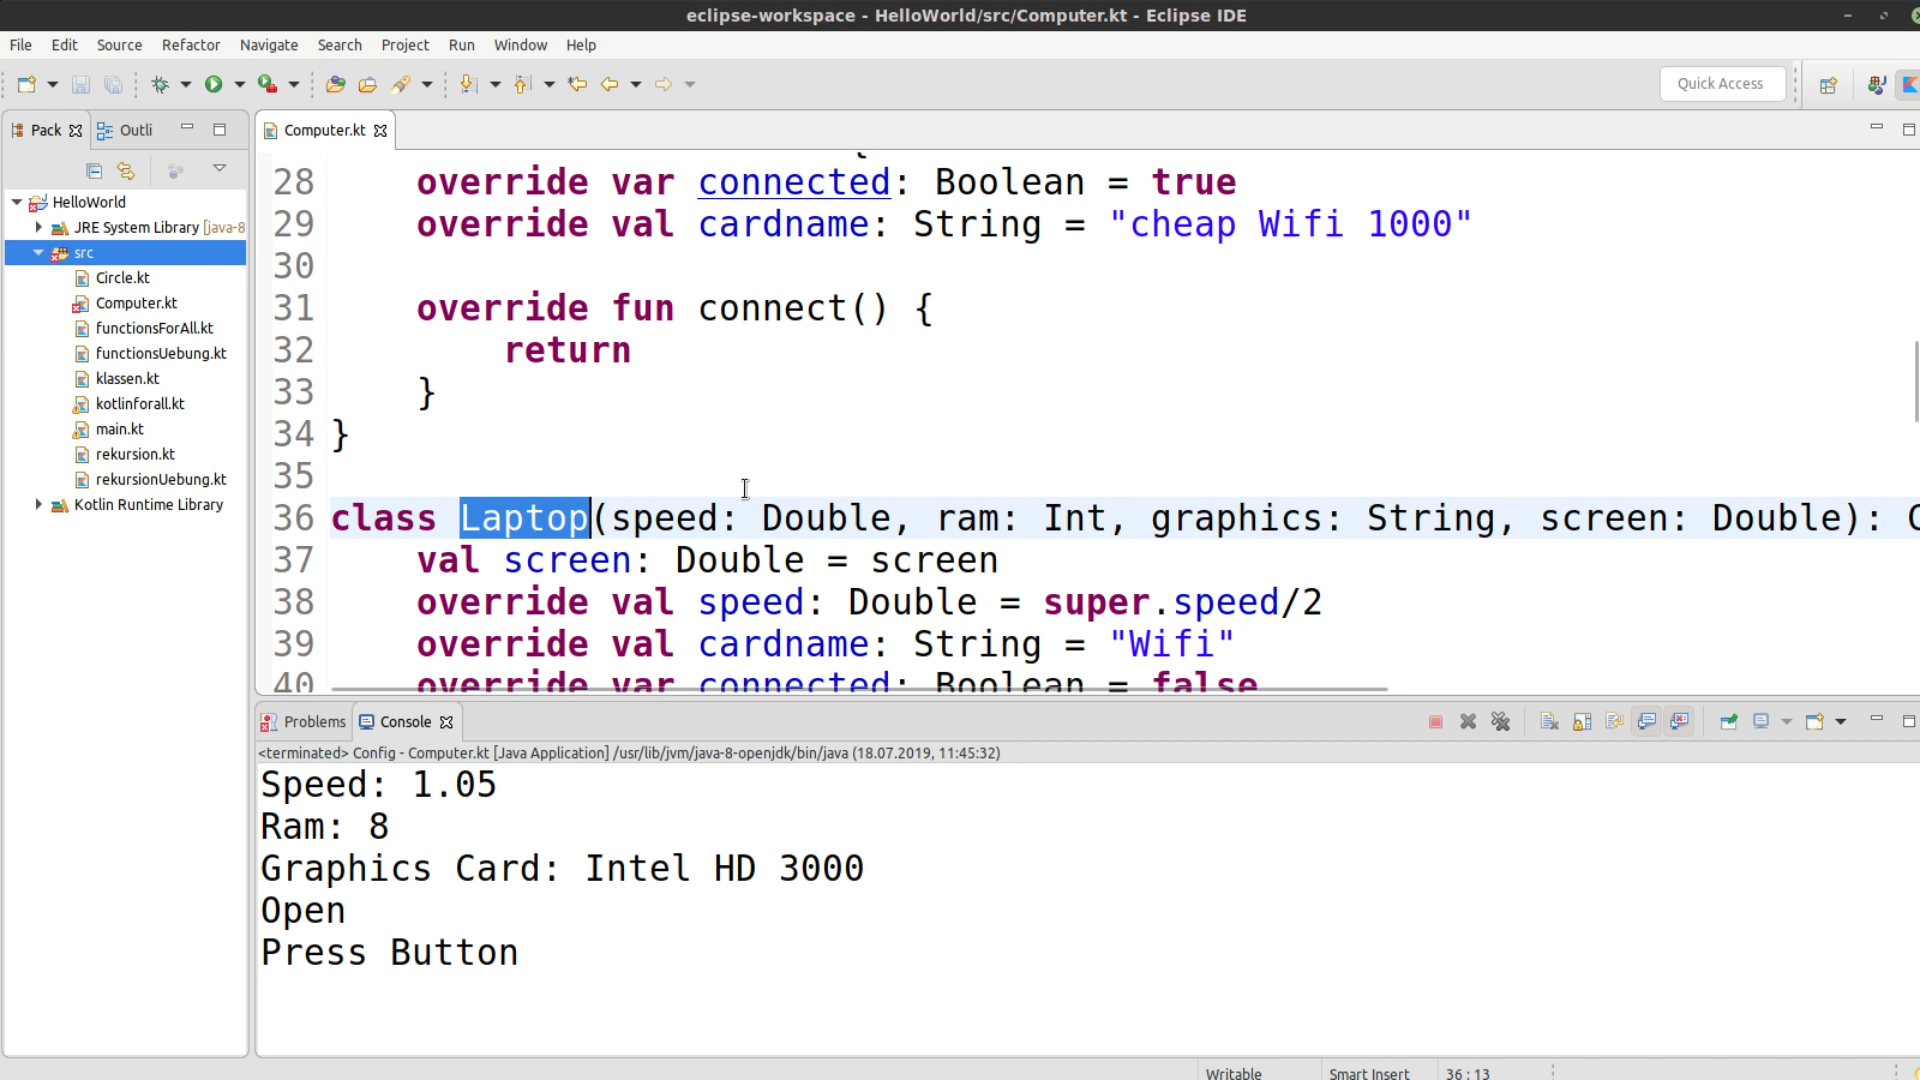 eclipse-workspace - HelloWorld/src/Computer.kt - Eclipse IDE
File Edit Source Refactor Navigate Search Project Run Window Help
Quick Access
Pack Outli
HelloWorld
JRE System Library [java-8
src
Circle.kt
Computer.kt
functionsForAll.kt
functionsUebung.kt
klassen.kt
kotlinforall.kt
main.kt
rekursion.kt
rekursionUebung.kt
Kotlin Runtime Library
Computer.kt
{
28 override var connected: Boolean = true
29 override val cardname: String = "cheap Wifi 1000"
30
31 override fun connect() {
32 return
33 }
34 }
35
36 class Laptop(speed: Double, ram: Int, graphics: String, screen: Double): C
37 val screen: Double = screen
38 override val speed: Double = super.speed/2
39 override val cardname: String = "Wifi"
40 override var connected: Boolean = false
Problems Console
<terminated> Config - Computer.kt [Java Application] /usr/lib/jvm/java-8-openjdk/bin/java (18.07.2019, 11:45:32)
Speed: 1.05
Ram: 8
Graphics Card: Intel HD 3000
Open
Press Button
Writable Smart Insert 36 : 13